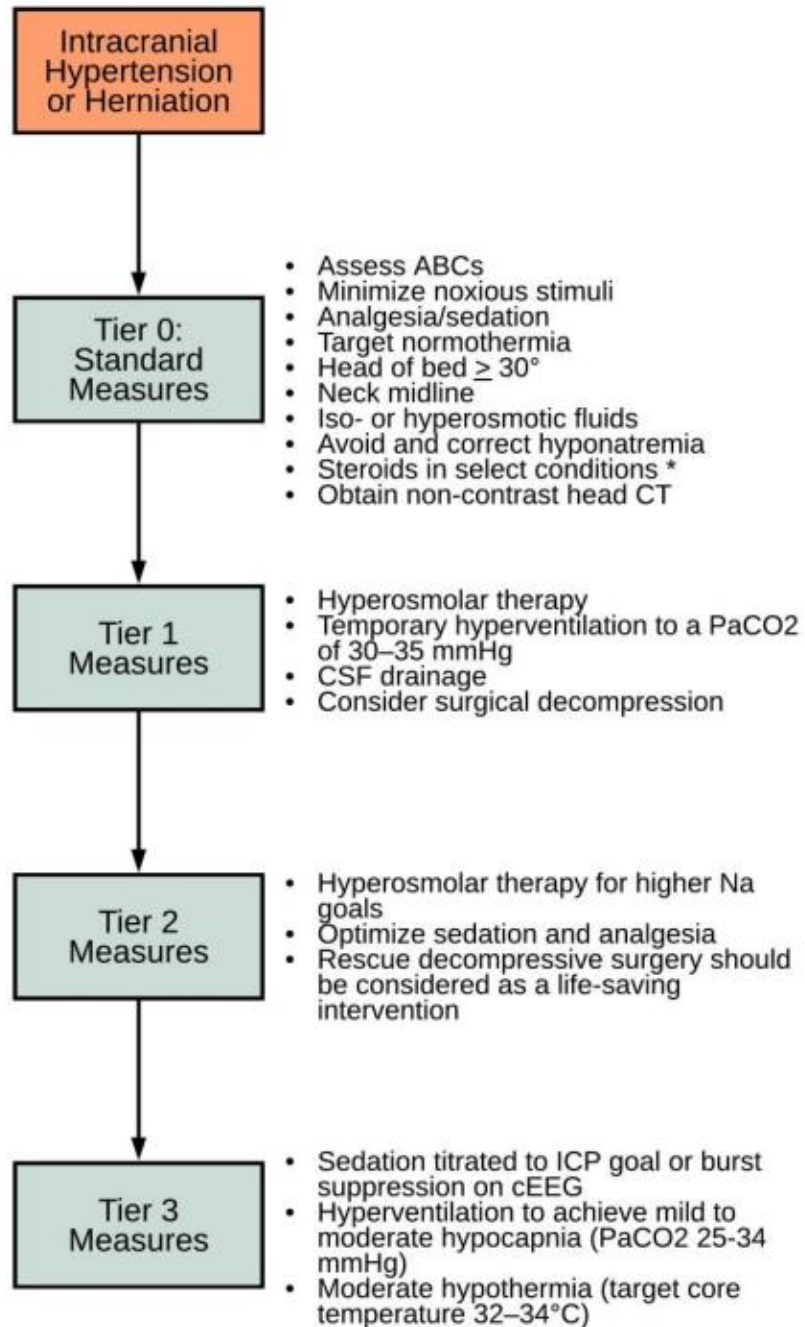 Intracranial
Hypertension
or Herniation
Tier 0:
Standard
Measures
• Assess ABCs
• Minimize noxious stimuli
• Analgesia/sedation
• Target normothermia
• Head of bed ≥ 30°
• Neck midline
• Iso- or hyperosmotic fluids
• Avoid and correct hyponatremia
• Steroids in select conditions *
• Obtain non-contrast head CT
Tier 1
Measures
• Hyperosmolar therapy
• Temporary hyperventilation to a PaCO2
of 30–35 mmHg
• CSF drainage
• Consider surgical decompression
Tier 2
Measures
• Hyperosmolar therapy for higher Na
goals
• Optimize sedation and analgesia
• Rescue decompressive surgery should
be considered as a life-saving
intervention
Tier 3
Measures
• Sedation titrated to ICP goal or burst
suppression on cEEG
• Hyperventilation to achieve mild to
moderate hypocapnia (PaCO2 25-34
mmHg)
• Moderate hypothermia (target core
temperature 32–34°C)